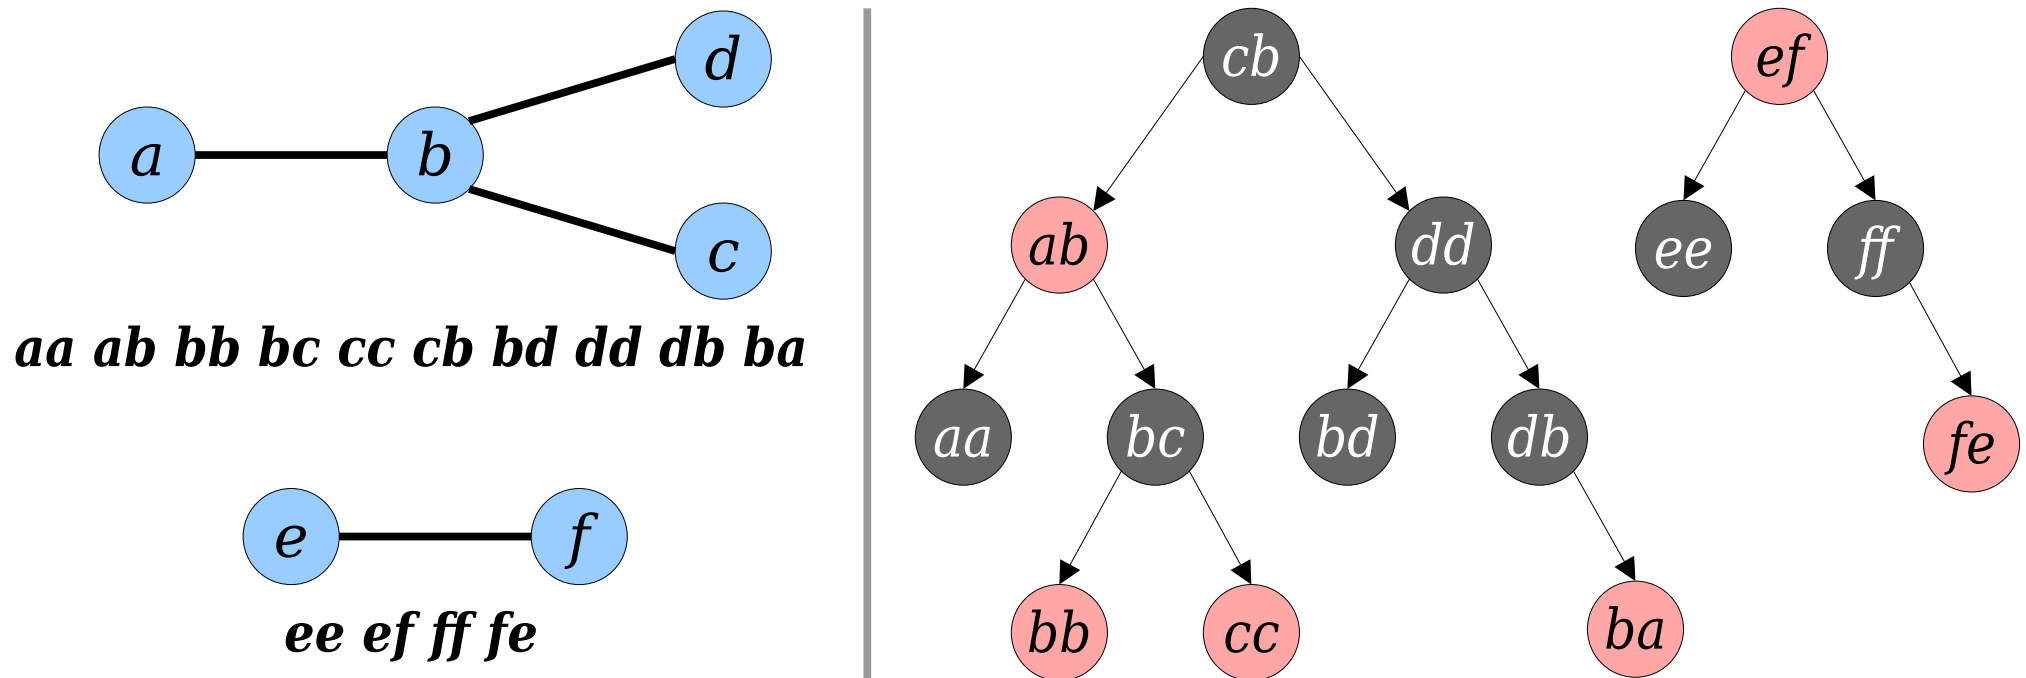 d
a
b
c
aa ab bb bc cc cb bd dd db ba
e
f
ee ef ff fe
cb
ab
dd
aa
bc
bd
db
bb
cc
ba
ef
ee
ff
fe